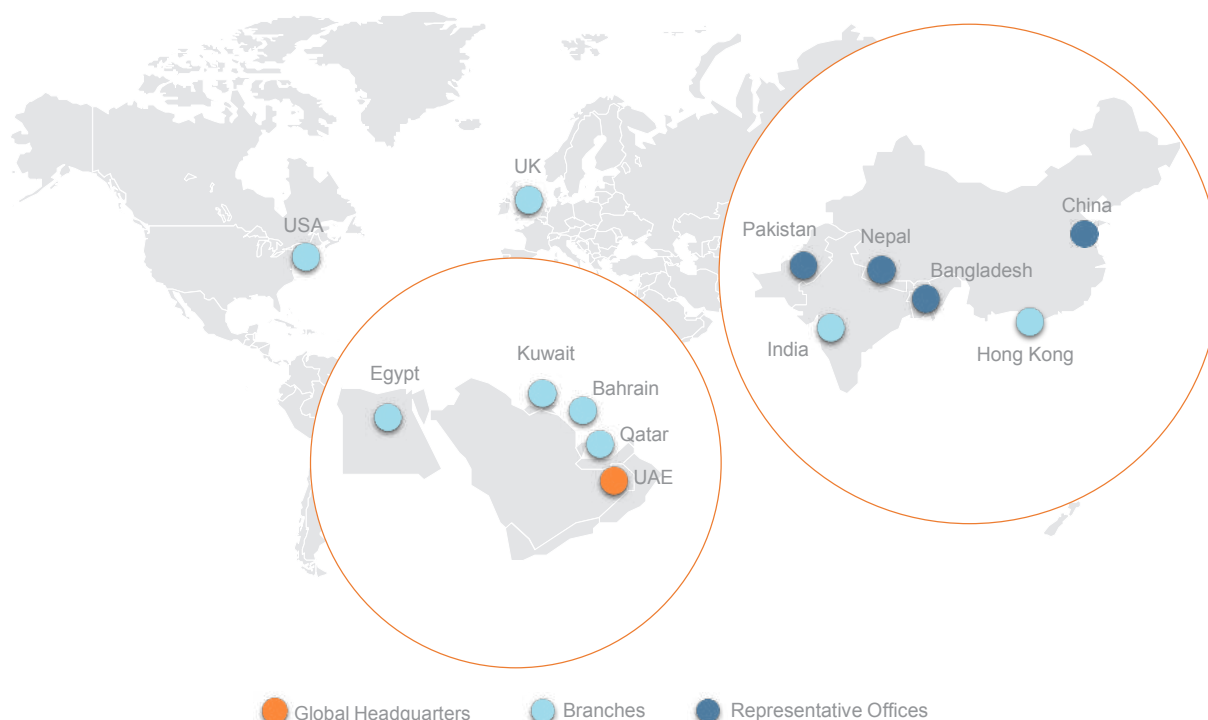 UK
USA
China
Pakistan
Nepal
Bangladesh
India
Hong Kong
Kuwait
Egypt
Bahrain
Qatar
UAE
Global Headquarters
Branches
Representative Offices